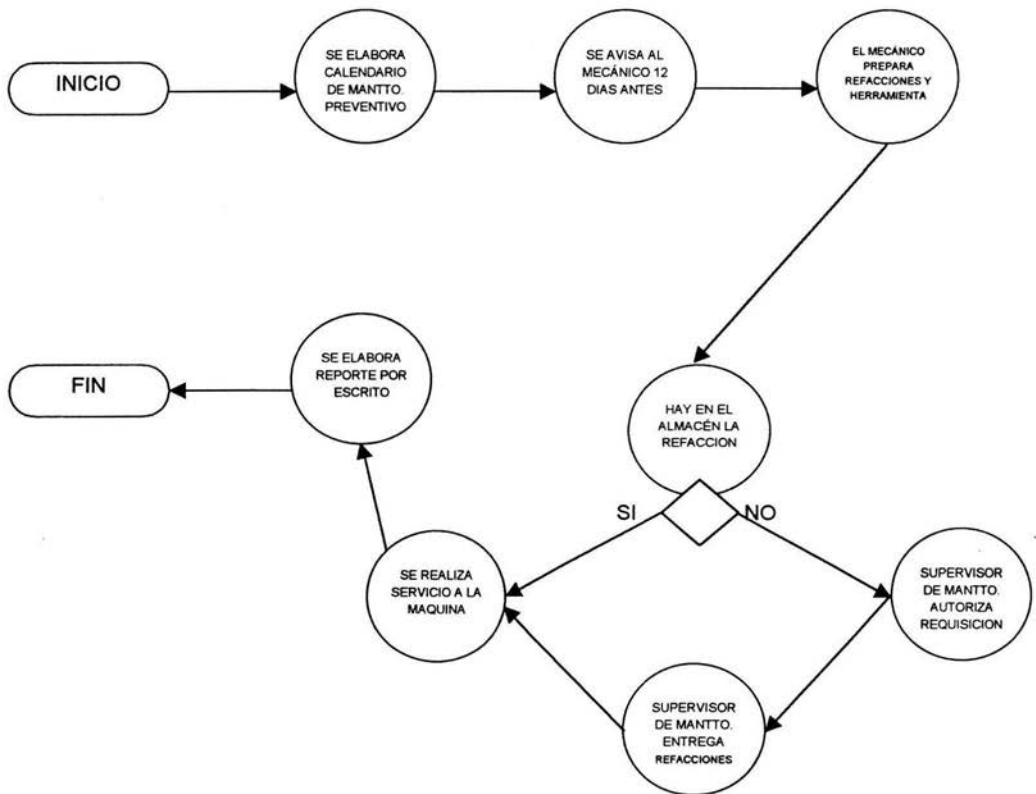 INICIO
SE ELABORA
CALENDARIO
DE MANTTO.
PREVENTIVO
SE AVISA AL
MECÁNICO 12
DIAS ANTES
EL MECÁNICO
PREPARA
REFACCIONES Y
HERRAMIENTA
HAY EN EL
ALMACÉN LA
REFACCION
SI
NO
SUPERVISOR
DE MANTTO.
AUTORIZA
REQUISICION
SUPERVISOR
DE MANTTO.
ENTREGA
REFACCIONES
SE REALIZA
SERVICIO A LA
MAQUINA
SE ELABORA
REPORTE POR
ESCRITO
FIN